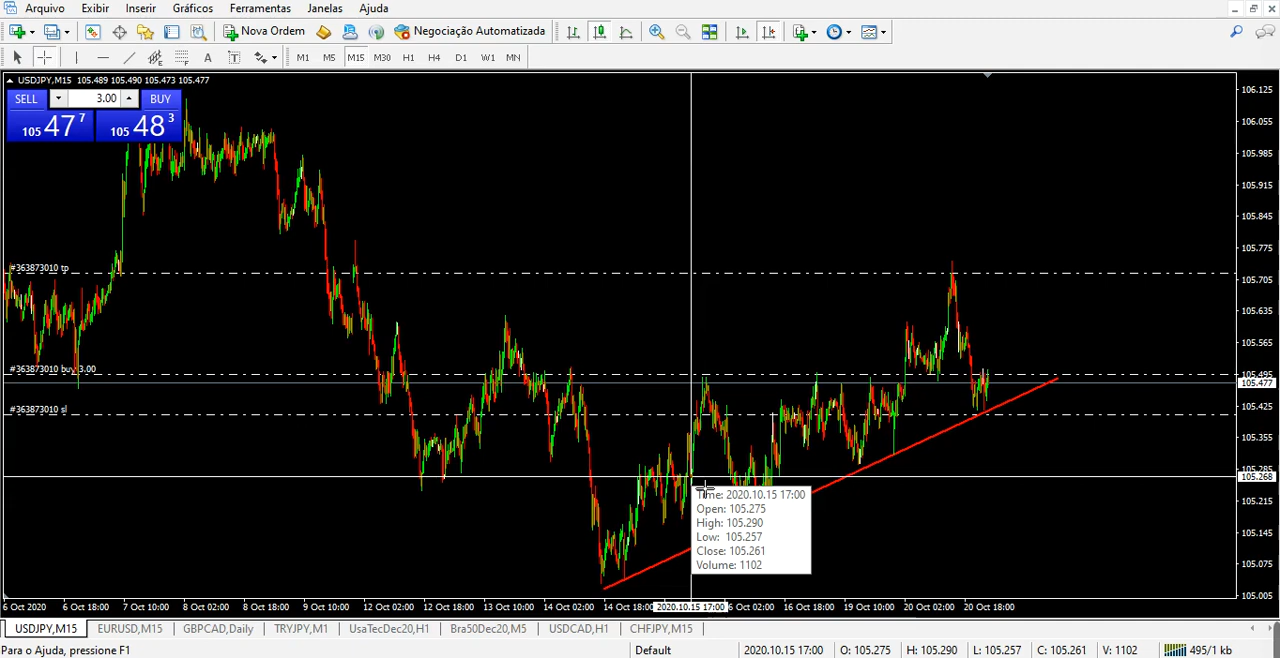 Arquivo Exibir Inserir Gráficos Ferramentas Janelas Ajuda
Nova Ordem Negociação Automatizada
A T M1 M5 M15 M30 H1 H4 D1 W1 MN
USDJPY,M15 105.489 105.490 105.473 105.477
SELL 3.00 BUY
105 47 7 105 48 3
106.125
106.055
105.985
105.915
105.845
105.775
#363873010 tp
105.705
105.635
105.565
#363873010 buy 3.00
105.495
105.477
#363873010 sl
105.425
105.355
105.285
105.268
Time: 2020.10.15 17:00
Open: 105.275
High: 105.290
Low: 105.257
Close: 105.261
Volume: 1102
105.215
105.145
105.075
105.005
6 Oct 2020 6 Oct 18:00 7 Oct 10:00 8 Oct 02:00 8 Oct 18:00 9 Oct 10:00 12 Oct 02:00 12 Oct 18:00 13 Oct 10:00 14 Oct 02:00 14 Oct 18:00 2020.10.15 17:00 6 Oct 02:00 16 Oct 18:00 19 Oct 10:00 20 Oct 02:00 20 Oct 18:00
USDJPY,M15 EURUSD,M15 GBPCAD,Daily TRYJPY,M1 UsaTecDec20,H1 Bra50Dec20,M5 USDCAD,H1 CHFJPY,M15
Para o Ajuda, pressione F1 Default 2020.10.15 17:00 O: 105.275 H: 105.290 L: 105.257 C: 105.261 V: 1102 495/1 kb